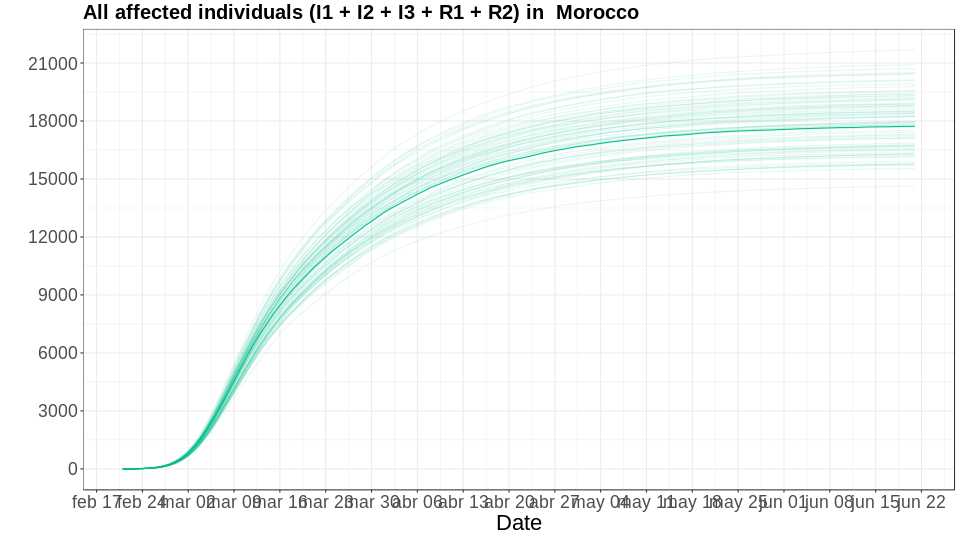 All affected individuals (I1 + I2 + I3 + R1 + R2) in  Morocco
21000
18000
15000
12000
9000
6000
3000
0
feb 17 feb 24 mar 02 mar 09 mar 16 mar 23 mar 30 abr 06 abr 13 abr 20 abr 27 may 04 may 11 may 18 may 25 jun 01 jun 08 jun 15 jun 22
Date